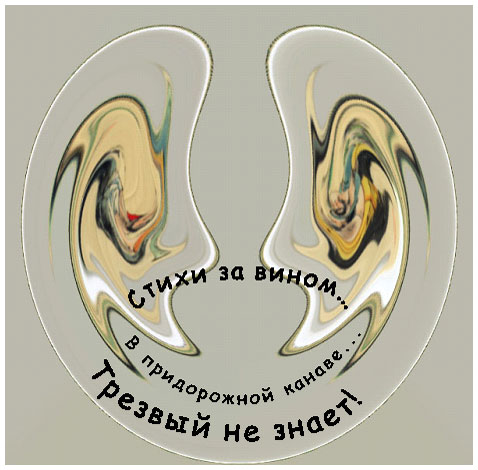 Стихи за вином...
В придорожной канаве...
Трезвый не знает!